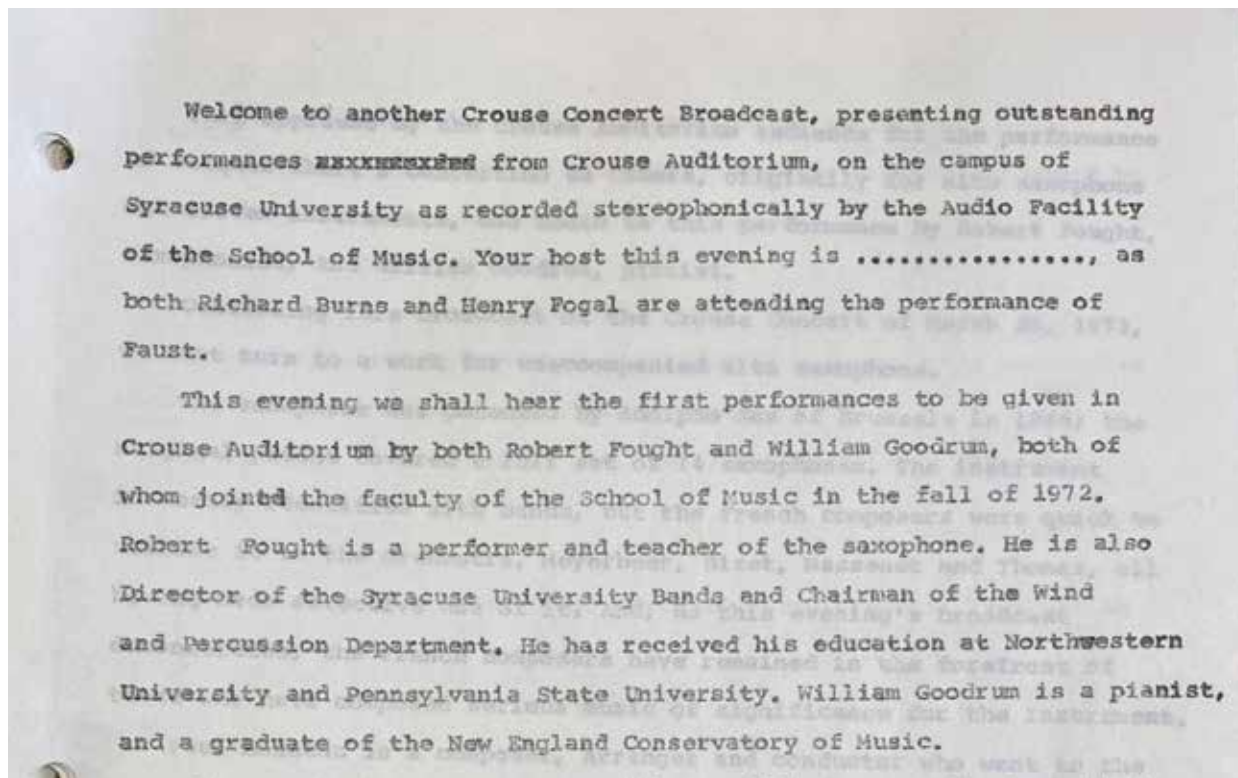 Welcome to another Crouse Concert Broadcast, presenting outstanding
performances from Crouse Auditorium, on the campus of
Syracuse University as recorded stereophonically by the Audio Facility
of the School of Music. Your host this evening is ................, as
both Richard Burns and Henry Fogal are attending the performance of
Faust.
This evening we shall hear the first performances to be given in
Crouse Auditorium by both Robert Fought and William Goodrum, both of
whom jointd the faculty of the School of Music in the fall of 1972.
Robert Fought is a performer and teacher of the saxophone. He is also
Director of the Syracuse University Bands and Chairman of the Wind
and Percussion Department. He has received his education at Northwestern
University and Pennsylvania State University. William Goodrum is a pianist,
and a graduate of the New England Conservatory of Music.